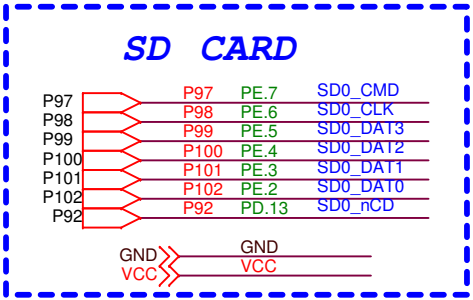 SD CARD
P97 P97 PE.7 SD0_CMD
P98 P98 PE.6 SD0_CLK
P99 P99 PE.5 SD0_DAT3
P100 P100 PE.4 SD0_DAT2
P101 P101 PE.3 SD0_DAT1
P102 P102 PE.2 SD0_DAT0
P92 P92 PD.13 SD0_nCD
GND GND
VCC VCC